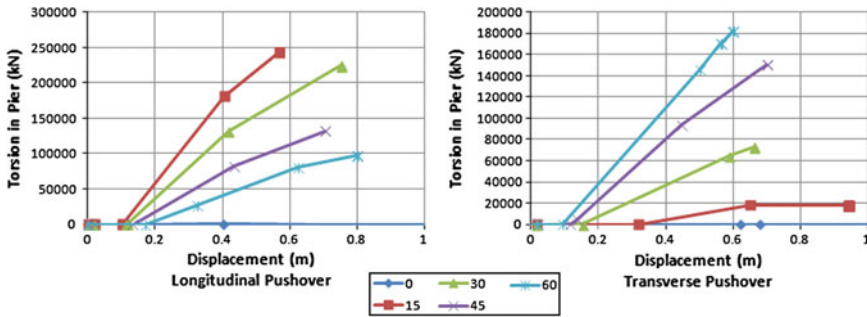 300000
250000
200000
150000
100000
50000
0
Torsion in Pier (kN)
0 0.2 0.4 0.6 0.8 1
Displacement (m)
Longitudinal Pushover
200000
180000
160000
140000
120000
100000
80000
60000
40000
20000
0
Torsion in Pier (kN)
0 0.2 0.4 0.6 0.8 1
Displacement (m)
Transverse Pushover
0 30 60
15 45